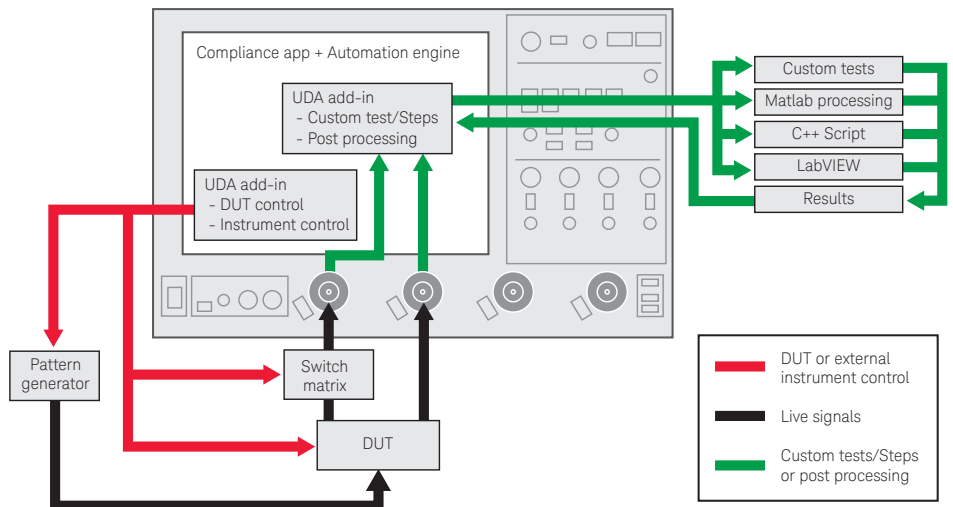 Compliance app + Automation engine
UDA add-in
- Custom test/Steps
- Post processing
UDA add-in
- DUT control
- Instrument control
Custom tests
Matlab processing
C++ Script
LabVIEW
Results
Pattern
generator
Switch
matrix
DUT
DUT or external
instrument control
Live signals
Custom tests/Steps
or post processing